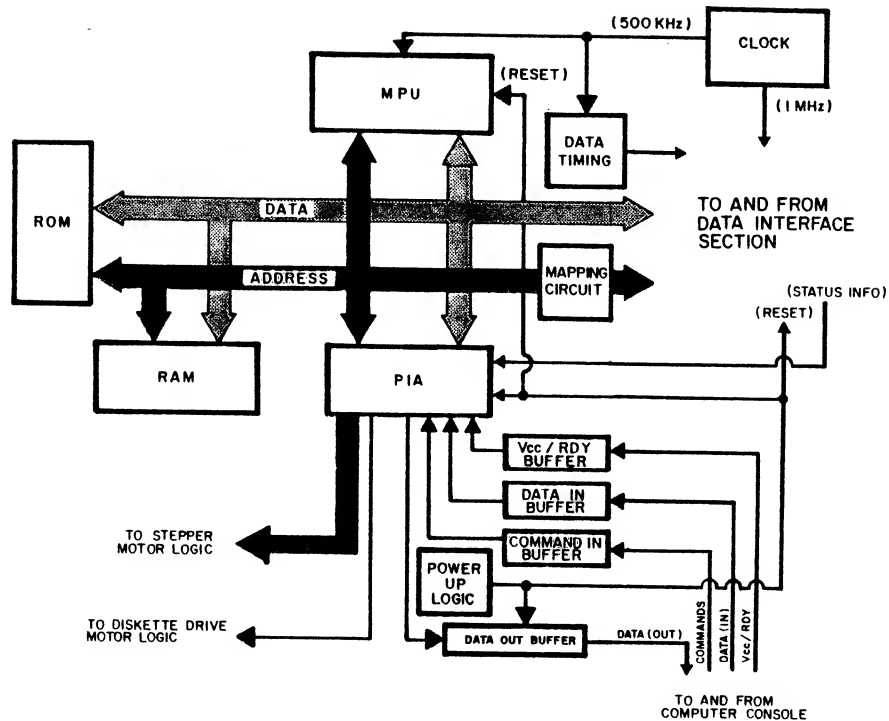 (500 KHz)
CLOCK
MPU
(RESET)
(1 MHz)
DATA
TIMING
ROM
DATA
TO AND FROM
DATA INTERFACE
SECTION
ADDRESS
MAPPING
CIRCUIT
(STATUS INFO)
(RESET)
RAM
PIA
Vcc / RDY
BUFFER
DATA IN
BUFFER
TO STEPPER
MOTOR LOGIC
COMMAND IN
BUFFER
POWER
UP
LOGIC
TO DISKETTE DRIVE
MOTOR LOGIC
DATA OUT BUFFER
DATA (OUT)
COMMANDS
DATA (IN)
Vcc / RDY
TO AND FROM
COMPUTER CONSOLE